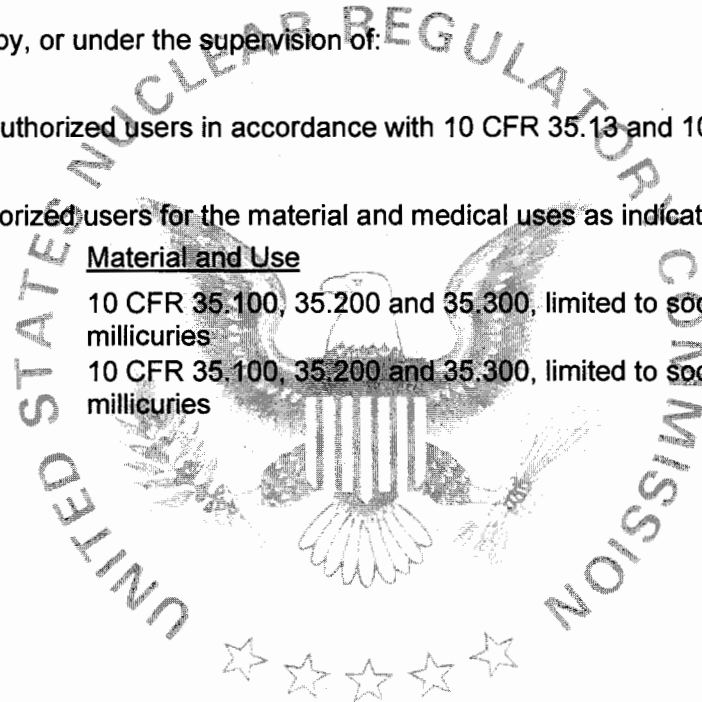 by, or under the supervision of:
uthorized users in accordance with 10 CFR 35.13 and 10
orized users for the material and medical uses as indicat
Material and Use
10 CFR 35.100, 35.200 and 35.300, limited to so
millicuries
10 CFR 35.100, 35.200 and 35.300, limited to so
millicuries
UNITED STATES NUCLEAR REGULATORY COMMISSION